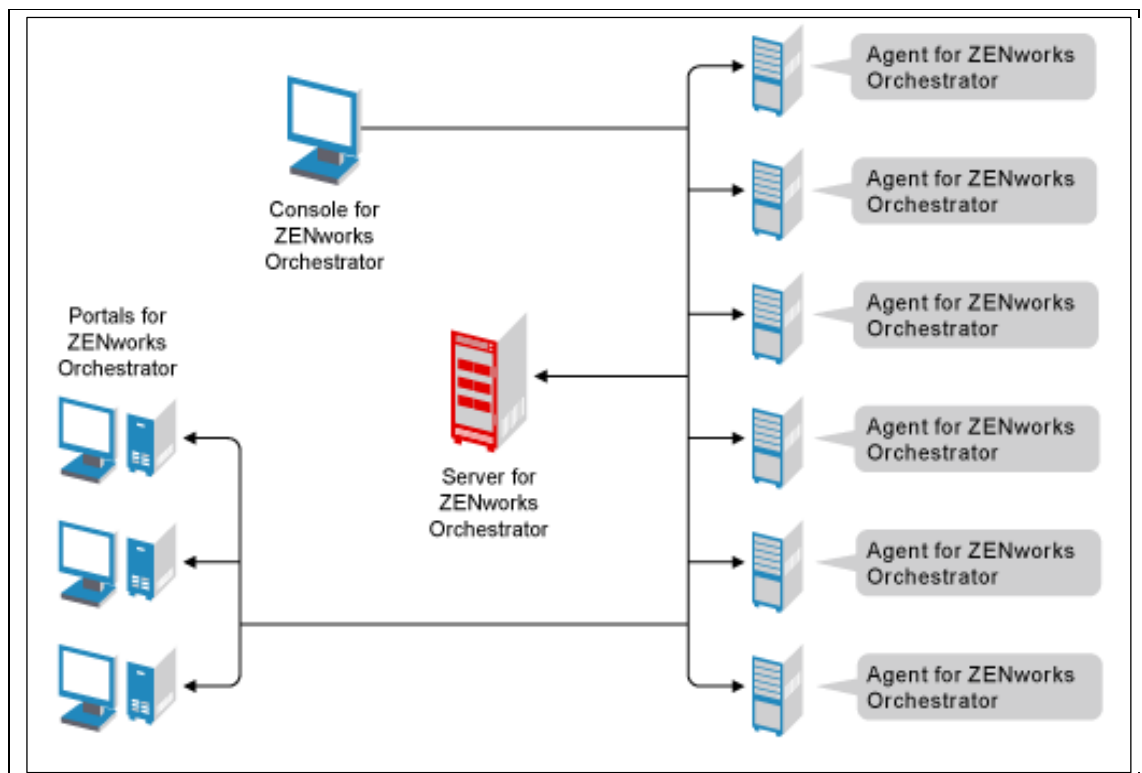 Agent for ZENworks
Orchestrator
Agent for ZENworks
Orchestrator
Console for
ZENworks
Orchestrator
Agent for ZENworks
Orchestrator
Portals for
ZENworks
Orchestrator
Agent for ZENworks
Orchestrator
Server for
ZENworks
Orchestrator
Agent for ZENworks
Orchestrator
Agent for ZENworks
Orchestrator